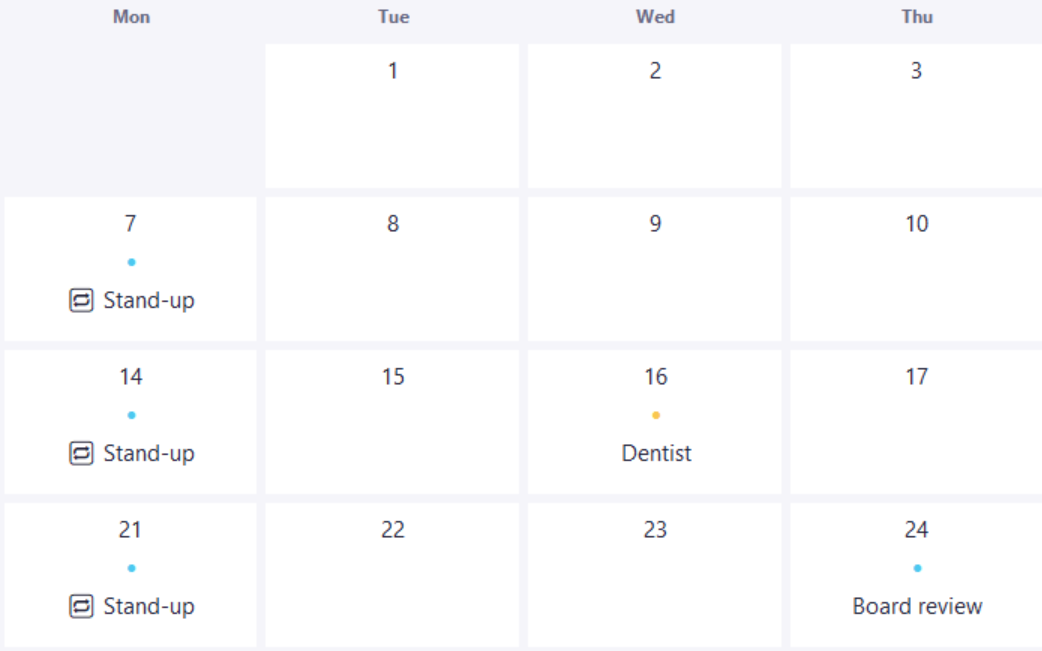 Mon Tue Wed Thu
1 2 3
7 8 9 10
Stand-up
14 15 16 17
Stand-up Dentist
21 22 23 24
Stand-up Board review